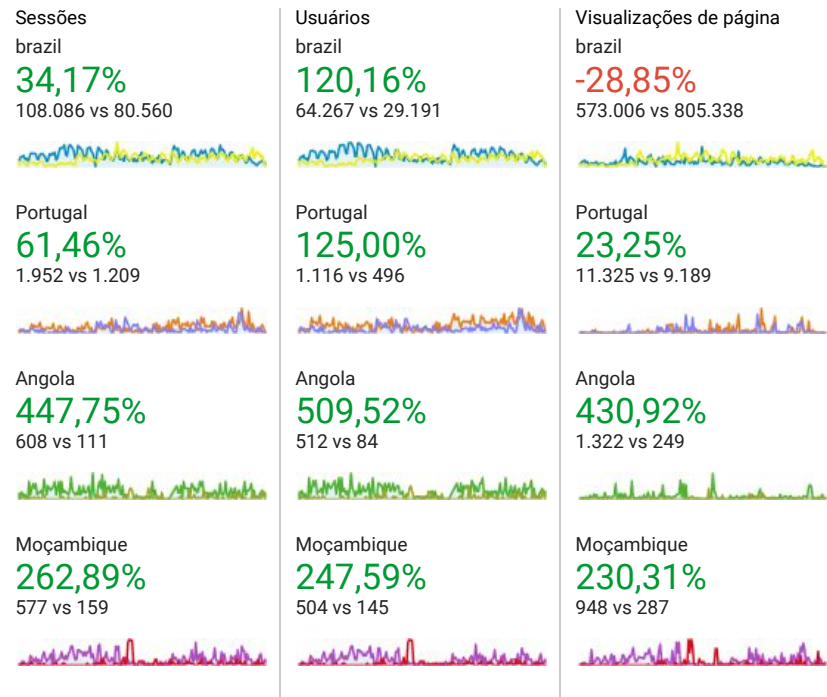 Sessões
brazil
34,17%
108.086 vs 80.560
Portugal
61,46%
1.952 vs 1.209
Angola
447,75%
608 vs 111
Moçambique
262,89%
577 vs 159
Usuários
brazil
120,16%
64.267 vs 29.191
Portugal
125,00%
1.116 vs 496
Angola
509,52%
512 vs 84
Moçambique
247,59%
504 vs 145
Visualizações de página
brazil
-28,85%
573.006 vs 805.338
Portugal
23,25%
11.325 vs 9.189
Angola
430,92%
1.322 vs 249
Moçambique
230,31%
948 vs 287